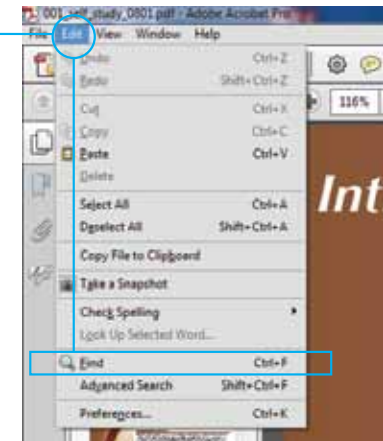 001_self_study_0801.pdf - Adobe Acrobat Pro
File Edit View Window Help
Undo Ctrl+Z
Redo Shift+Ctrl+Z
116%
Cut Ctrl+X
Copy Ctrl+C
Paste Ctrl+V
Delete
Select All Ctrl+A
Deselect All Shift+Ctrl+A
Int
Copy File to Clipboard
Take a Snapshot
Check Spelling
Look Up Selected Word...
Find Ctrl+F
Advanced Search Shift+Ctrl+F
Preferences... Ctrl+K